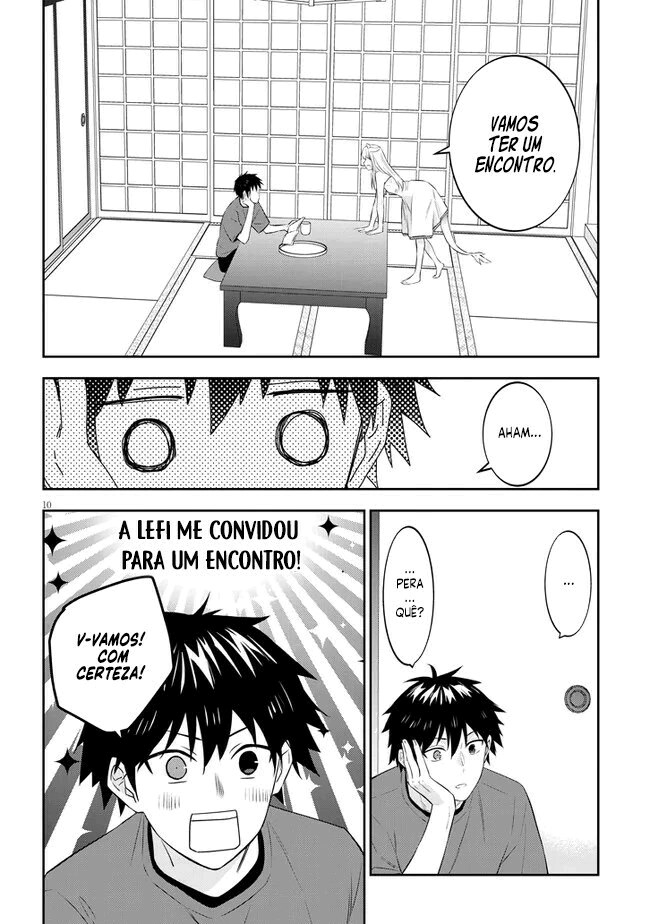 VAMOS
TER UM
ENCONTRO.
AHAM...
...
...
PERA
...
QUÊ?
10
A LEFI ME CONVIDOU
PARA UM ENCONTRO!
V-VAMOS!
COM
CERTEZA!